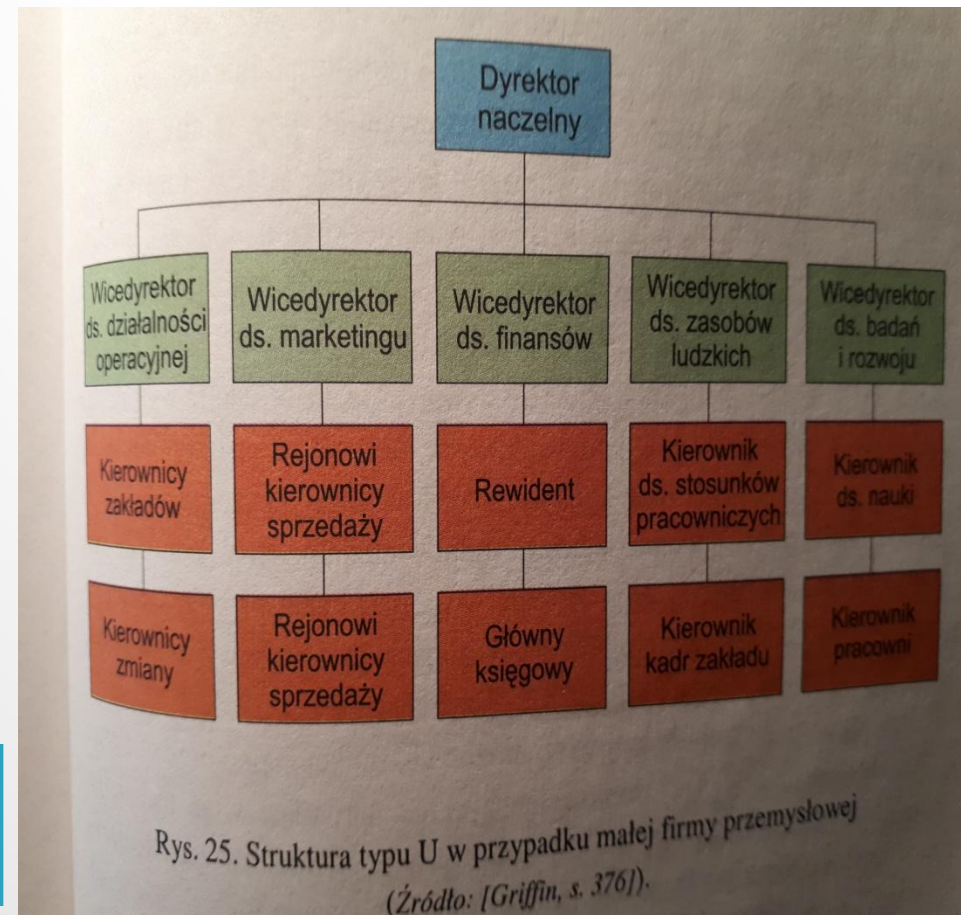 Dyrektor
naczelny
Wicedyrektor
ds. działalności
operacyjnej
Wicedyrektor
ds. marketingu
Wicedyrektor
ds. finansów
Wicedyrektor
ds. zasobów
ludzkich
Wicedyrektor
ds. badań
i rozwoju
Kierownicy
zakładów
Rejonowi
kierownicy
sprzedaży
Rewident
Kierownik
ds. stosunków
pracowniczych
Kierownik
ds. nauki
Kierownicy
zmiany
Rejonowi
kierownicy
sprzedaży
Główny
księgowy
Kierownik
kadr zakładu
Kierownik
pracowni
Rys. 25. Struktura typu U w przypadku małej firmy przemysłowej
(Źródło: [Griffin, s. 376]).